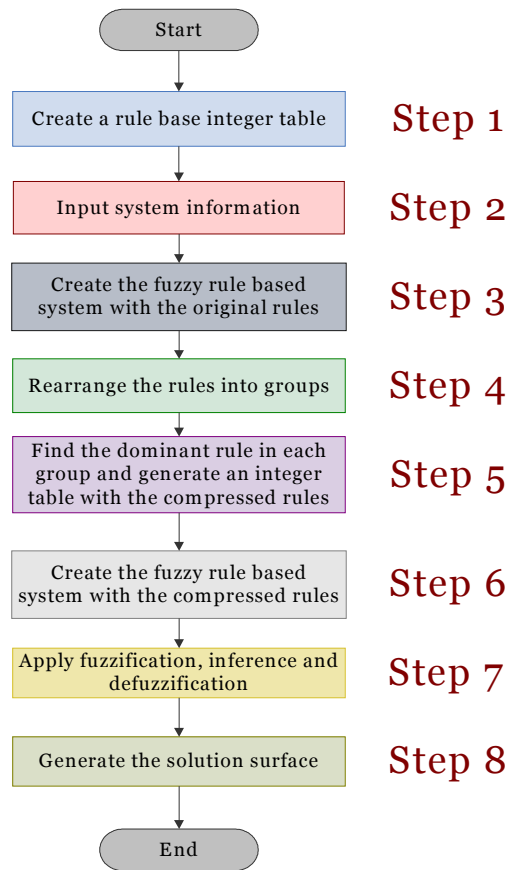 Start
Create a rule base integer table
Step 1
Input system information
Step 2
Create the fuzzy rule based
system with the original rules
Step 3
Rearrange the rules into groups
Step 4
Find the dominant rule in each
group and generate an integer
table with the compressed rules
Step 5
Create the fuzzy rule based
system with the compressed rules
Step 6
Apply fuzzification, inference and
defuzzification
Step 7
Generate the solution surface
Step 8
End